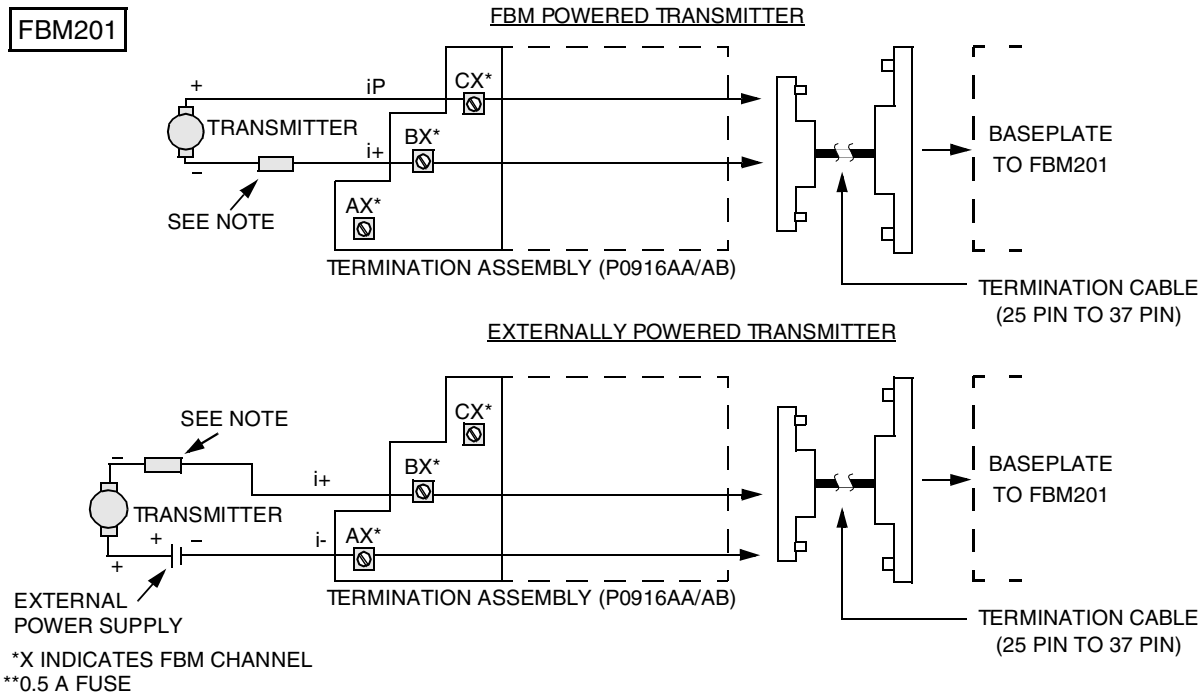 FBM201
FBM POWERED TRANSMITTER
+
iP
CX*
TRANSMITTER
BX*
i+
–
SEE NOTE
AX*
BASEPLATE
TO FBM201
TERMINATION ASSEMBLY (P0916AA/AB)
TERMINATION CABLE
(25 PIN TO 37 PIN)
EXTERNALLY POWERED TRANSMITTER
SEE NOTE
CX*
–
BX*
i+
TRANSMITTER
BASEPLATE
TO FBM201
+
–
i-
AX*
+
EXTERNAL
POWER SUPPLY
TERMINATION ASSEMBLY (P0916AA/AB)
TERMINATION CABLE
(25 PIN TO 37 PIN)
*X INDICATES FBM CHANNEL
**0.5 A FUSE